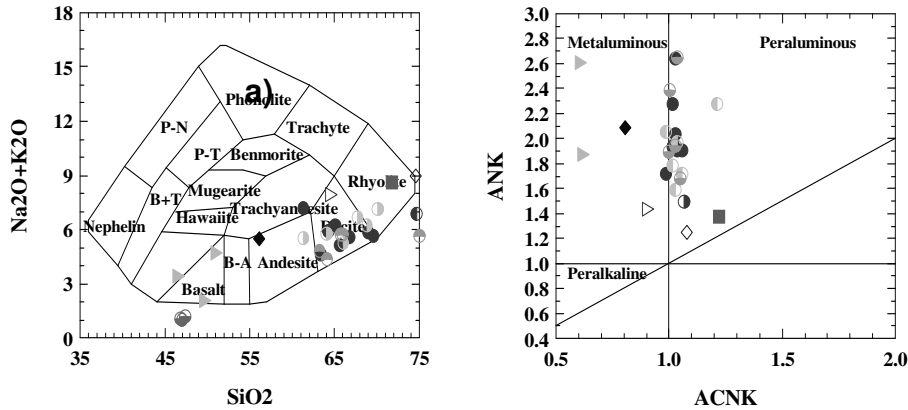 18
15
12
9
6
3
0
35
45
55
65
75
SiO2
Na2O+K2O
a)
Phonolite
P-N
Trachyte
P-T
Benmorite
Rhyolite
B+T
Mugearite
Trachyandesite
Hawaiite
Nephelin
Dacite
B-A
Andesite
Basalt
3.0
2.8
2.6
2.4
2.2
2.0
1.8
1.6
1.4
1.2
1.0
0.8
0.6
0.4
0.5
1.0
1.5
2.0
ACNK
ANK
Metaluminous
Peraluminous
Peralkaline